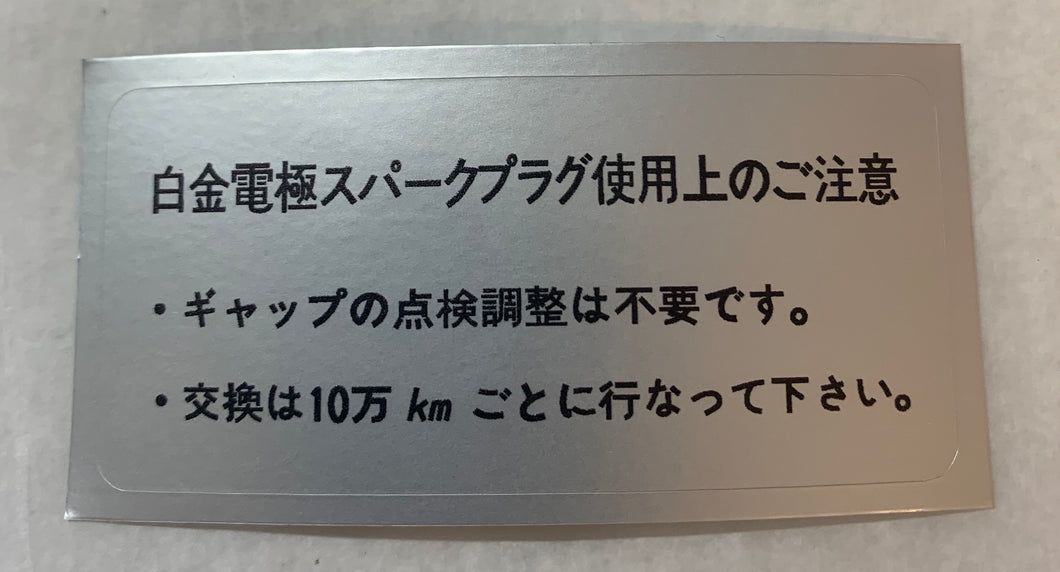 白金電極スパークプラグ使用上のご注意
・ギャップの点検調整は不要です。
・交換は10万 km ごとに行なって下さい。